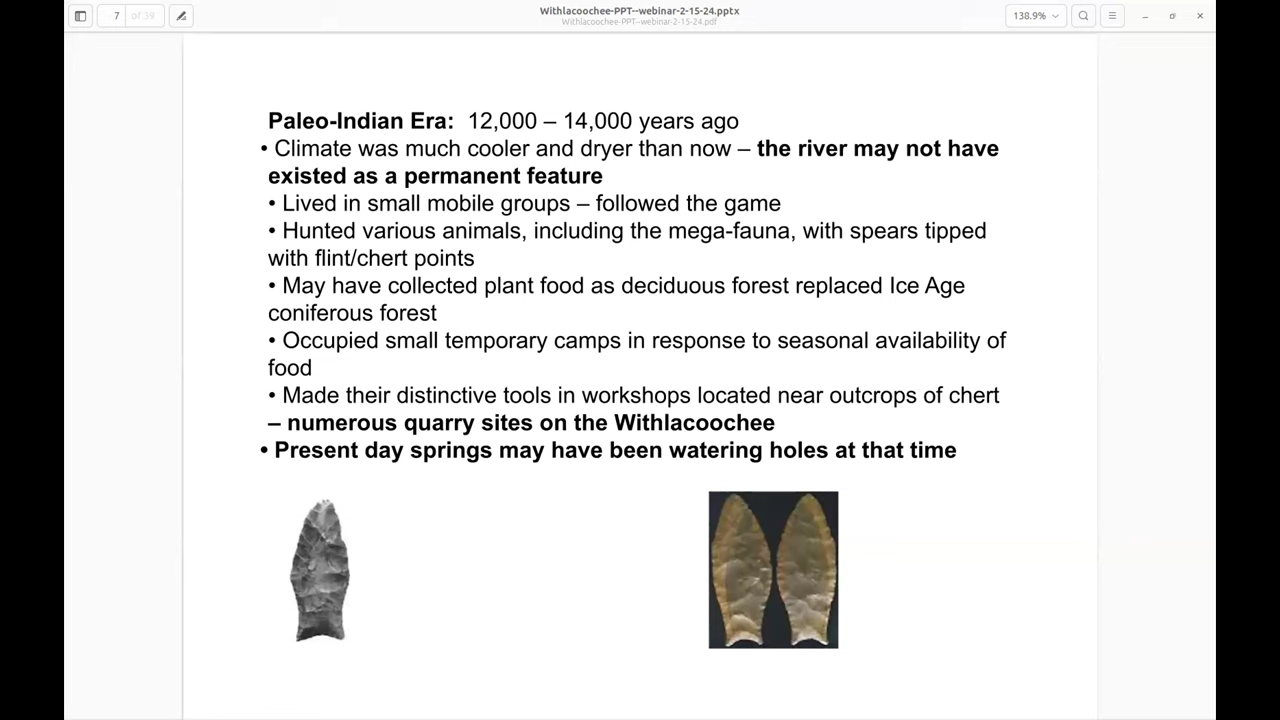 7 of 39
Withlacoochee-PPT--webinar-2-15-24.pptx
Withlacoochee-PPT--webinar-2-15-24.pdf
138.9%
Paleo-Indian Era: 12,000 – 14,000 years ago
• Climate was much cooler and dryer than now – the river may not have
existed as a permanent feature
• Lived in small mobile groups – followed the game
• Hunted various animals, including the mega-fauna, with spears tipped
with flint/chert points
• May have collected plant food as deciduous forest replaced Ice Age
coniferous forest
• Occupied small temporary camps in response to seasonal availability of
food
• Made their distinctive tools in workshops located near outcrops of chert
– numerous quarry sites on the Withlacoochee
• Present day springs may have been watering holes at that time